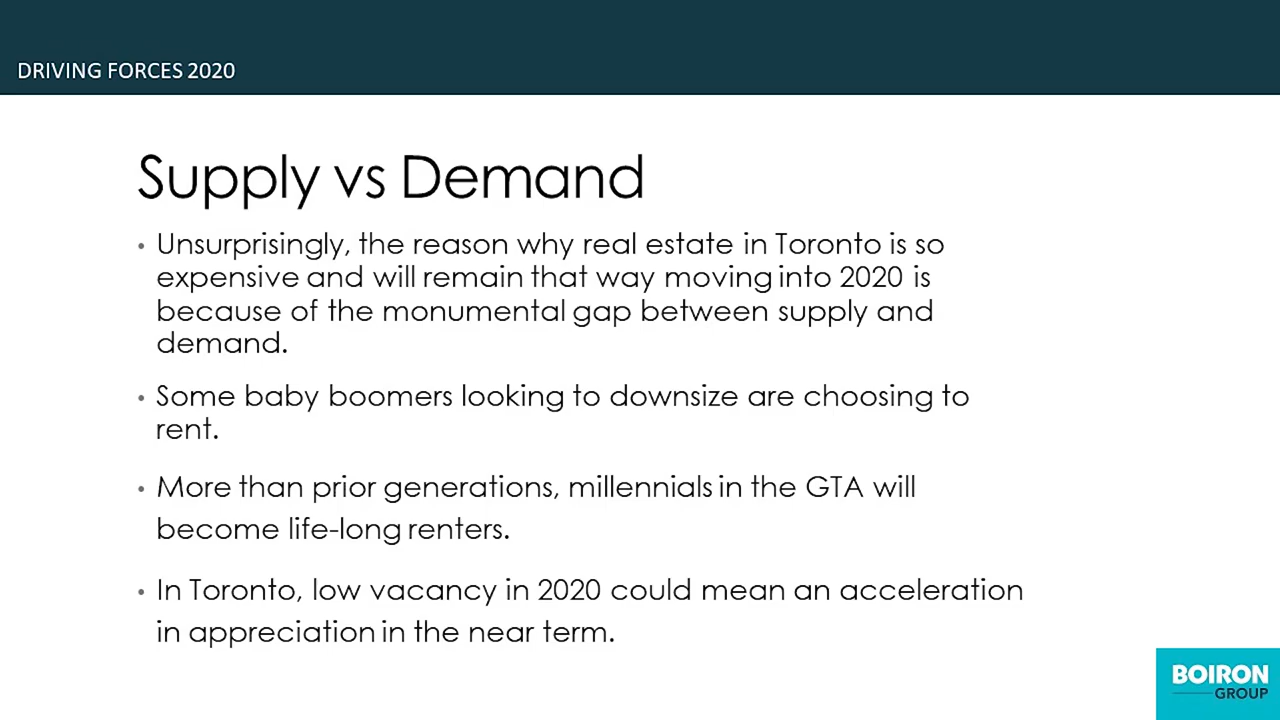 DRIVING FORCES 2020
Supply vs Demand
• Unsurprisingly, the reason why real estate in Toronto is so
expensive and will remain that way moving into 2020 is
because of the monumental gap between supply and
demand.
• Some baby boomers looking to downsize are choosing to
rent.
• More than prior generations, millennials in the GTA will
become life-long renters.
• In Toronto, low vacancy in 2020 could mean an acceleration
in appreciation in the near term.
BOIRON
GROUP